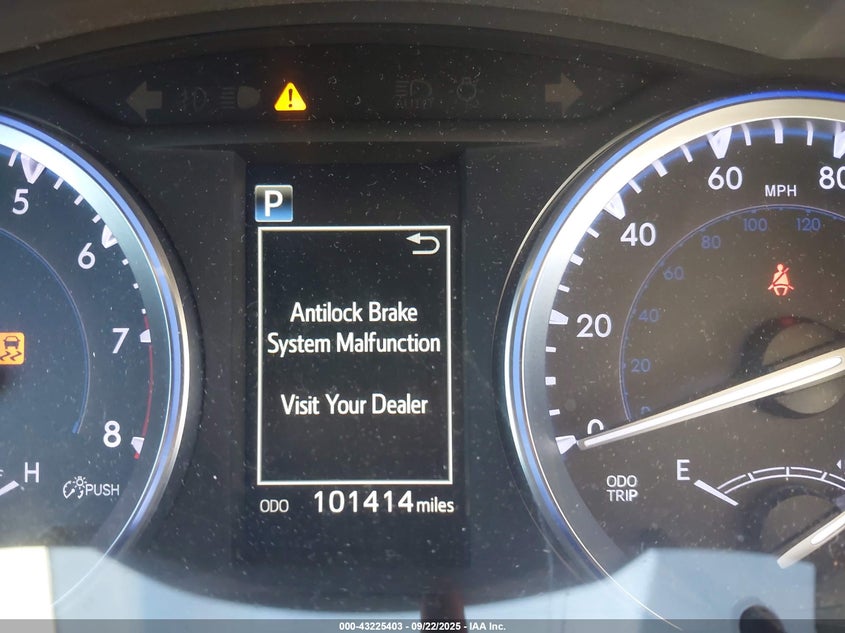 P
Antilock Brake
System Malfunction
Visit Your Dealer
ODO 101414 miles
5
6
7
8
H
PUSH
0
20
40
60
80
MPH
20
40
60
80
100
120
ODO
TRIP
E
000-43225403 - 09/22/2025 - IAA Inc.